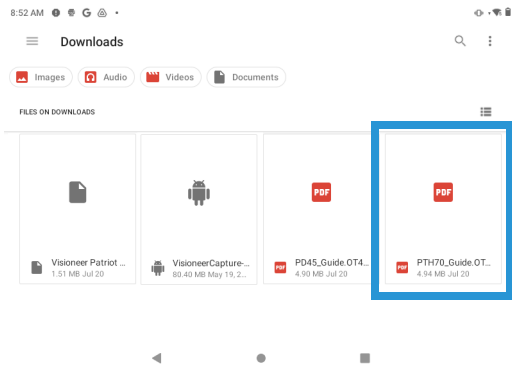 8:52 AM
Downloads
Images
Audio
Videos
Documents
FILES ON DOWNLOADS
PDF
PDF
Visioneer Patriot ...
1.51 MB Jul 20
VisioneerCapture-...
80.40 MB May 19, 2...
PDF
PD45_Guide.OT4...
4.90 MB Jul 20
PDF
PTH70_Guide.OT...
4.94 MB Jul 20